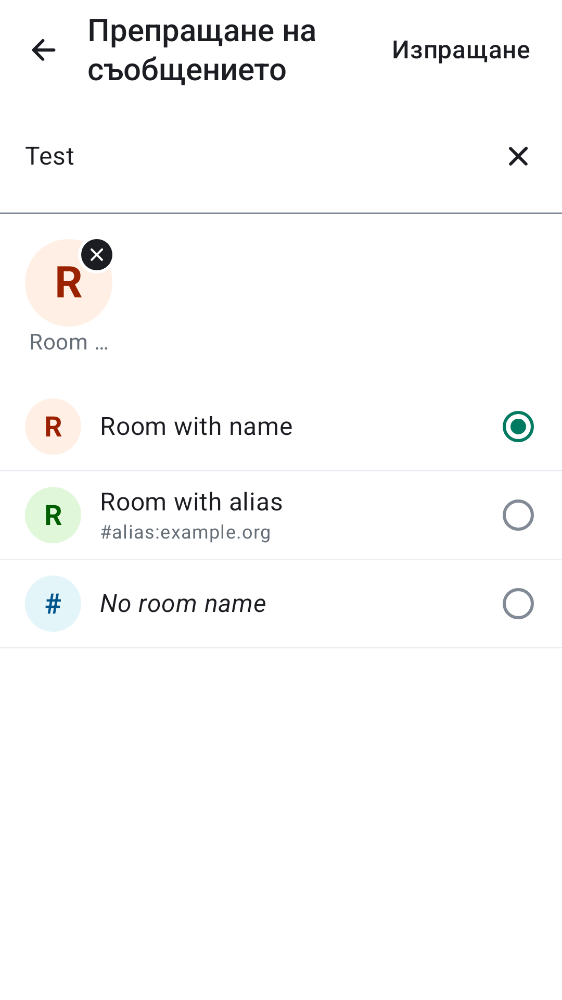 Препращане на
съобщението
Изпращане
Test
R
Room ...
R
Room with name
R
Room with alias
#alias:example.org
#
No room name